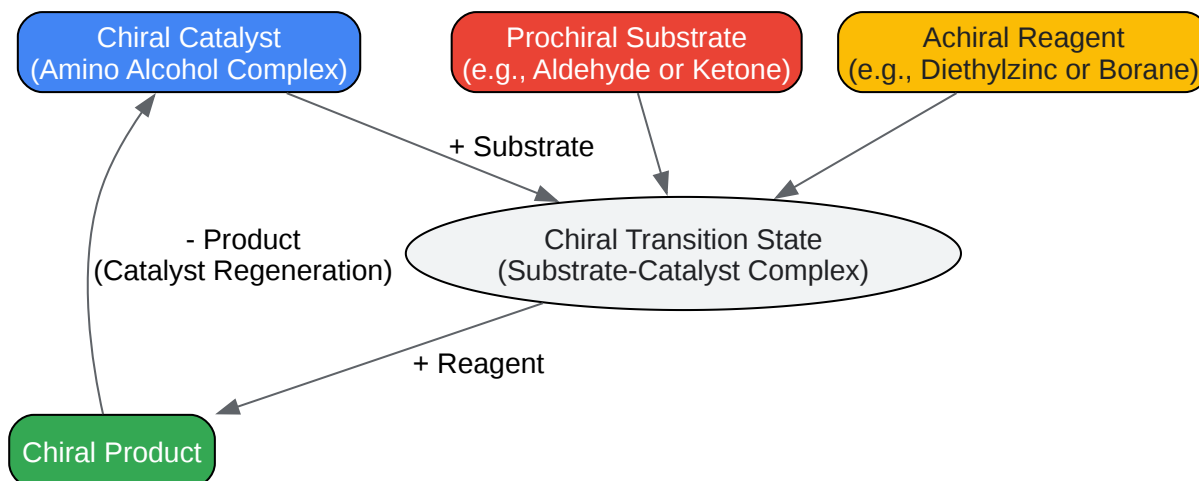 Chiral Catalyst
(Amino Alcohol Complex)
Prochiral Substrate
(e.g., Aldehyde or Ketone)
Achiral Reagent
(e.g., Diethylzinc or Borane)
+ Substrate
- Product
(Catalyst Regeneration)
Chiral Transition State
(Substrate-Catalyst Complex)
+ Reagent
Chiral Product